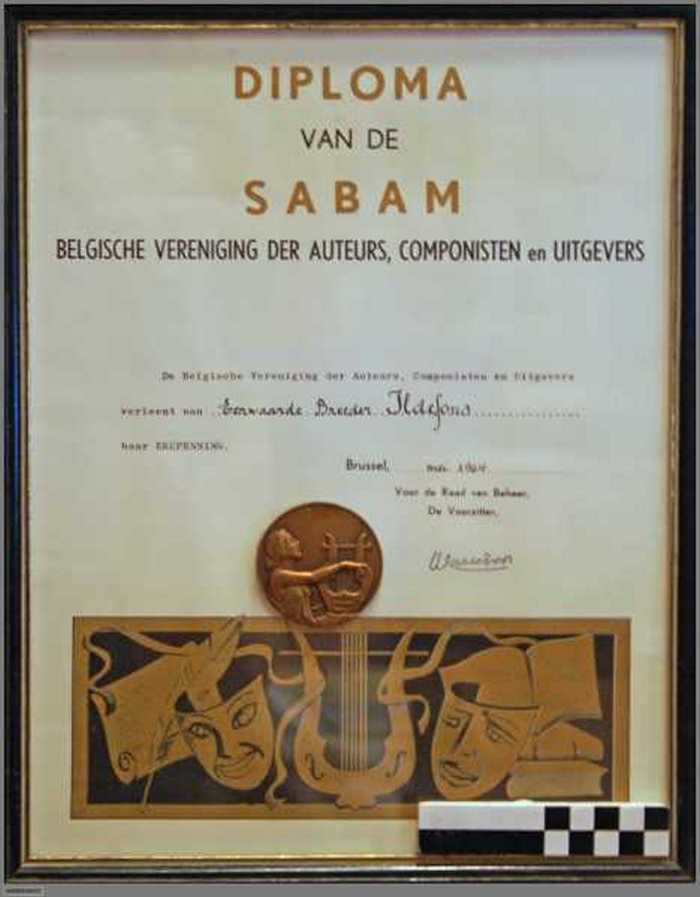 DIPLOMA
VAN DE
SABAM
BELGISCHE VERENIGING DER AUTEURS, COMPONISTEN en UITGEVERS
De Belgische Vereniging der Auteurs, Componisten en Uitgevers
verleent aan Eerwaarde Broeder Ildefons
haar EREPENNING.
Brussel, 1964
Voor de Raad van Beheer,
De Voorzitter,